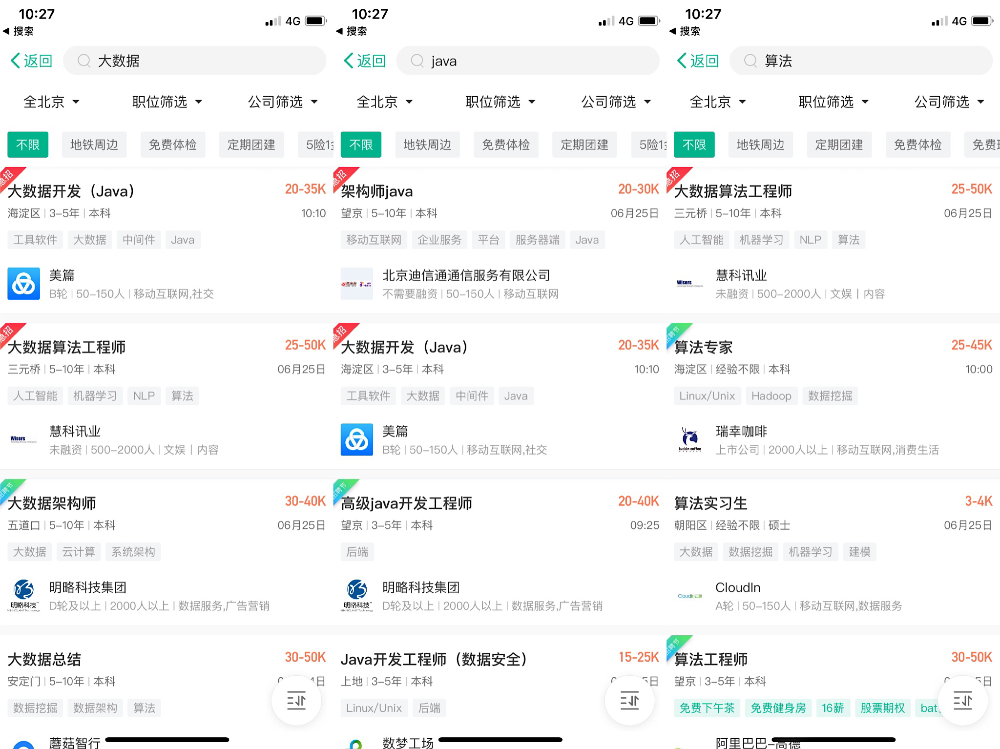 10:27
4G
搜索
返回
大数据
全北京
职位筛选
公司筛选
不限
地铁周边
免费体检
定期团建
5险1
急招
大数据开发（Java）
20-35K
海淀区 | 3-5年 | 本科
10:10
工具软件
大数据
中间件
Java
美篇
B轮 | 50-150人 | 移动互联网,社交
急招
大数据算法工程师
25-50K
三元桥 | 5-10年 | 本科
06月25日
人工智能
机器学习
NLP
算法
Wisers
慧科讯业
未融资 | 500-2000人 | 文娱丨内容
招聘节
大数据架构师
30-40K
五道口 | 5-10年 | 本科
06月25日
大数据
云计算
系统架构
明略科技
明略科技集团
D轮及以上 | 2000人以上 | 数据服务,广告营销
大数据总结
30-50K
安定门 | 5-10年 | 本科
日
数据挖掘
数据架构
算法
蘑菇智行
10:27
4G
搜索
返回
java
全北京
职位筛选
公司筛选
不限
地铁周边
免费体检
定期团建
5险1
急招
架构师java
20-30K
望京 | 5-10年 | 本科
06月25日
移动互联网
企业服务
平台
服务器端
Java
北京迪信通通信服务有限公司
不需要融资 | 50-150人 | 移动互联网
急招
大数据开发（Java）
20-35K
海淀区 | 3-5年 | 本科
10:10
工具软件
大数据
中间件
Java
美篇
B轮 | 50-150人 | 移动互联网,社交
招聘节
高级java开发工程师
20-40K
望京 | 3-5年 | 本科
09:25
后端
明略科技
明略科技集团
D轮及以上 | 2000人以上 | 数据服务,广告营销
Java开发工程师（数据安全）
15-25K
上地 | 3-5年 | 本科
日
Linux/Unix
后端
数梦工场
10:27
4G
搜索
返回
算法
全北京
职位筛选
公司筛选
不限
地铁周边
定期团建
免费体检
免费
急招
大数据算法工程师
25-50K
三元桥 | 5-10年 | 本科
06月25日
人工智能
机器学习
NLP
算法
Wisers
慧科讯业
未融资 | 500-2000人 | 文娱丨内容
招聘节
算法专家
25-45K
海淀区 | 经验不限 | 本科
10:00
Linux/Unix
Hadoop
数据挖掘
luckin coffee
瑞幸咖啡
上市公司 | 2000人以上 | 移动互联网,消费生活
算法实习生
3-4K
朝阳区 | 经验不限 | 硕士
06月25日
大数据
数据挖掘
机器学习
建模
CloudIn
CloudIn
A轮 | 50-150人 | 移动互联网,数据服务
招聘节
算法工程师
30-50K
望京 | 3-5年 | 本科
日
免费下午茶
免费健身房
16薪
股票期权
bat
阿里巴巴-高德